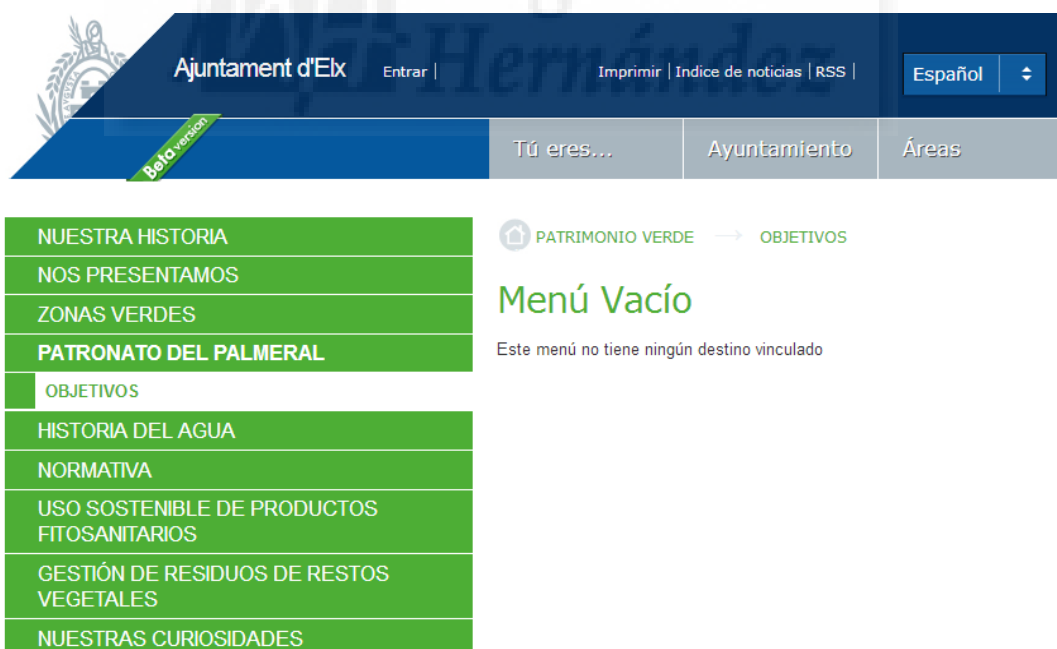 Hernández
Ajuntament d'Elx
Entrar |
Imprimir | Indice de noticias | RSS |
Español
Beta version
Tú eres...
Ayuntamiento
Áreas
NUESTRA HISTORIA
NOS PRESENTAMOS
ZONAS VERDES
PATRONATO DEL PALMERAL
OBJETIVOS
HISTORIA DEL AGUA
NORMATIVA
USO SOSTENIBLE DE PRODUCTOS
FITOSANITARIOS
GESTIÓN DE RESIDUOS DE RESTOS
VEGETALES
NUESTRAS CURIOSIDADES
PATRIMONIO VERDE → OBJETIVOS
Menú Vacío
Este menú no tiene ningún destino vinculado